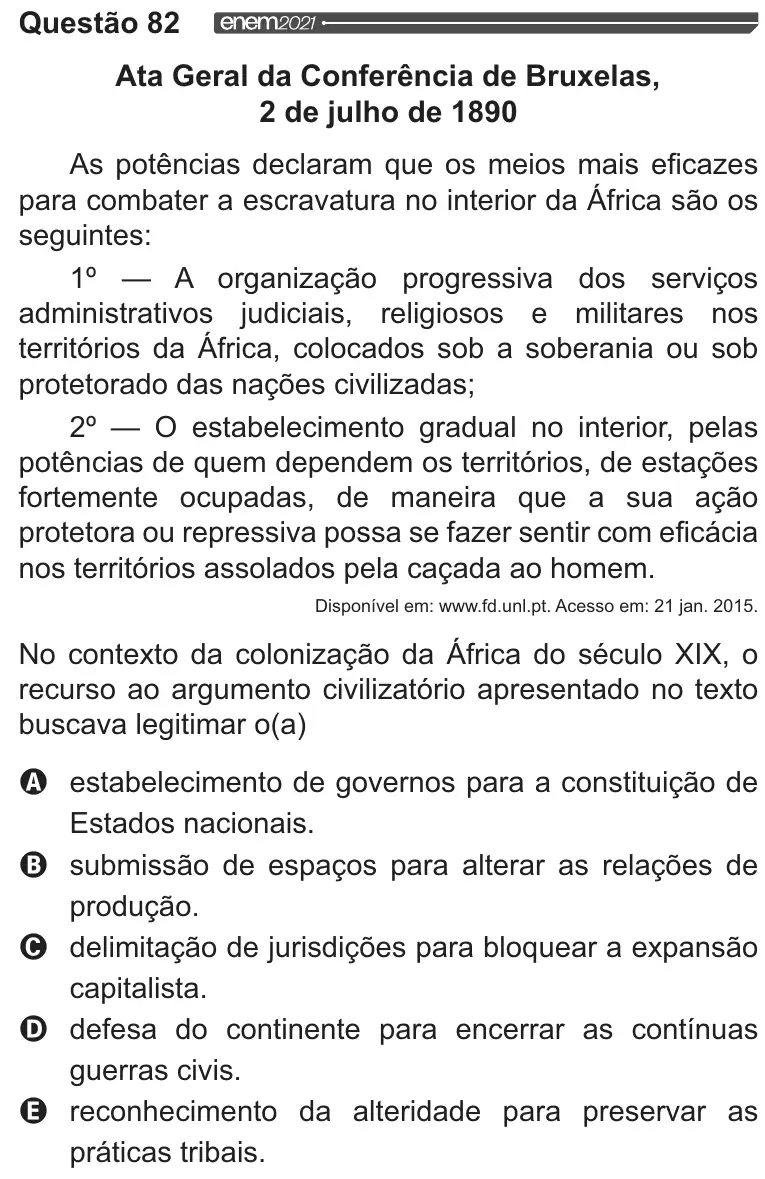 Questão 82 enem2021
Ata Geral da Conferência de Bruxelas,
2 de julho de 1890
As potências declaram que os meios mais eficazes
para combater a escravatura no interior da África são os
seguintes:
1º — A organização progressiva dos serviços
administrativos judiciais, religiosos e militares nos
territórios da África, colocados sob a soberania ou sob
protetorado das nações civilizadas;
2º — O estabelecimento gradual no interior, pelas
potências de quem dependem os territórios, de estações
fortemente ocupadas, de maneira que a sua ação
protetora ou repressiva possa se fazer sentir com eficácia
nos territórios assolados pela caçada ao homem.
Disponível em: www.fd.unl.pt. Acesso em: 21 jan. 2015.
No contexto da colonização da África do século XIX, o
recurso ao argumento civilizatório apresentado no texto
buscava legitimar o(a)
A estabelecimento de governos para a constituição de
Estados nacionais.
B submissão de espaços para alterar as relações de
produção.
C delimitação de jurisdições para bloquear a expansão
capitalista.
D defesa do continente para encerrar as contínuas
guerras civis.
E reconhecimento da alteridade para preservar as
práticas tribais.